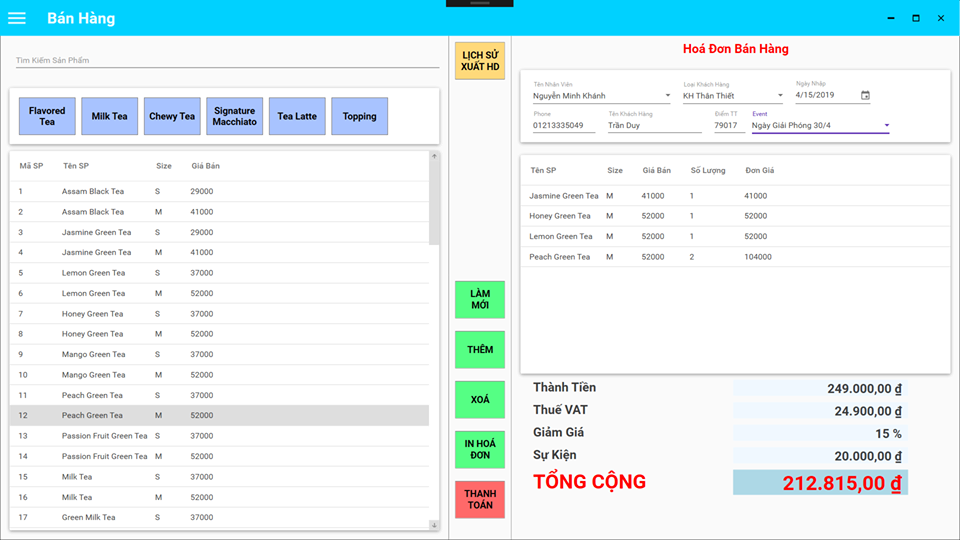 Bán Hàng
Tìm Kiếm Sản Phẩm
Flavored
Tea
Milk Tea
Chewy Tea
Signature
Macchiato
Tea Latte
Topping
Mã SP Tên SP Size Giá Bán
1 Assam Black Tea S 29000
2 Assam Black Tea M 41000
3 Jasmine Green Tea S 29000
4 Jasmine Green Tea M 41000
5 Lemon Green Tea S 37000
6 Lemon Green Tea M 52000
7 Honey Green Tea S 37000
8 Honey Green Tea M 52000
9 Mango Green Tea S 37000
10 Mango Green Tea M 52000
11 Peach Green Tea S 37000
12 Peach Green Tea M 52000
13 Passion Fruit Green Tea S 37000
14 Passion Fruit Green Tea M 52000
15 Milk Tea S 37000
16 Milk Tea M 52000
17 Green Milk Tea S 37000
LỊCH SỬ
XUẤT HD
LÀM
MỚI
THÊM
XOÁ
IN HOÁ
ĐƠN
THANH
TOÁN
Hoá Đơn Bán Hàng
Tên Nhân Viên Loại Khách Hàng Ngày Nhập
Nguyễn Minh Khánh KH Thân Thiết 4/15/2019
Phone Tên Khách Hàng Điểm TT Event
01213335049 Trần Duy 79017 Ngày Giải Phóng 30/4
Tên SP Size Giá Bán Số Lượng Đơn Giá
Jasmine Green Tea M 41000 1 41000
Honey Green Tea M 52000 1 52000
Lemon Green Tea M 52000 1 52000
Peach Green Tea M 52000 2 104000
Thành Tiền 249.000,00 ₫
Thuế VAT 24.900,00 ₫
Giảm Giá 15 %
Sự Kiện 20.000,00 ₫
TỔNG CỘNG 212.815,00 ₫